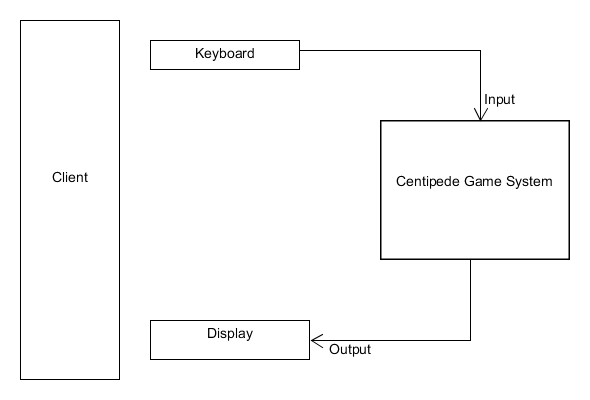 Keyboard
Input
Client
Centipede Game System
Display
Output